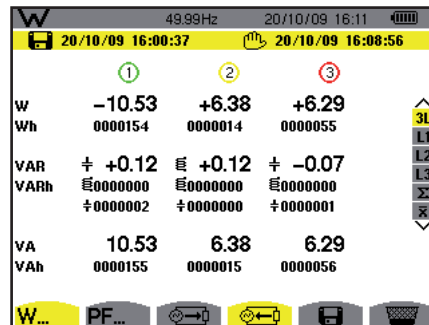 W 49.99Hz 20/10/09 16:11
20/10/09 16:00:37 20/10/09 16:08:56
1 2 3
W -10.53 +6.38 +6.29
Wh 0000154 0000014 0000055
VAR +0.12 +0.12 -0.07
VARh 0000000 0000000 0000000
0000002 0000000 0000001
VA 10.53 6.38 6.29
VAh 0000155 0000015 0000056
3L
L1
L2
L3
Σ
x̅
W... PF...